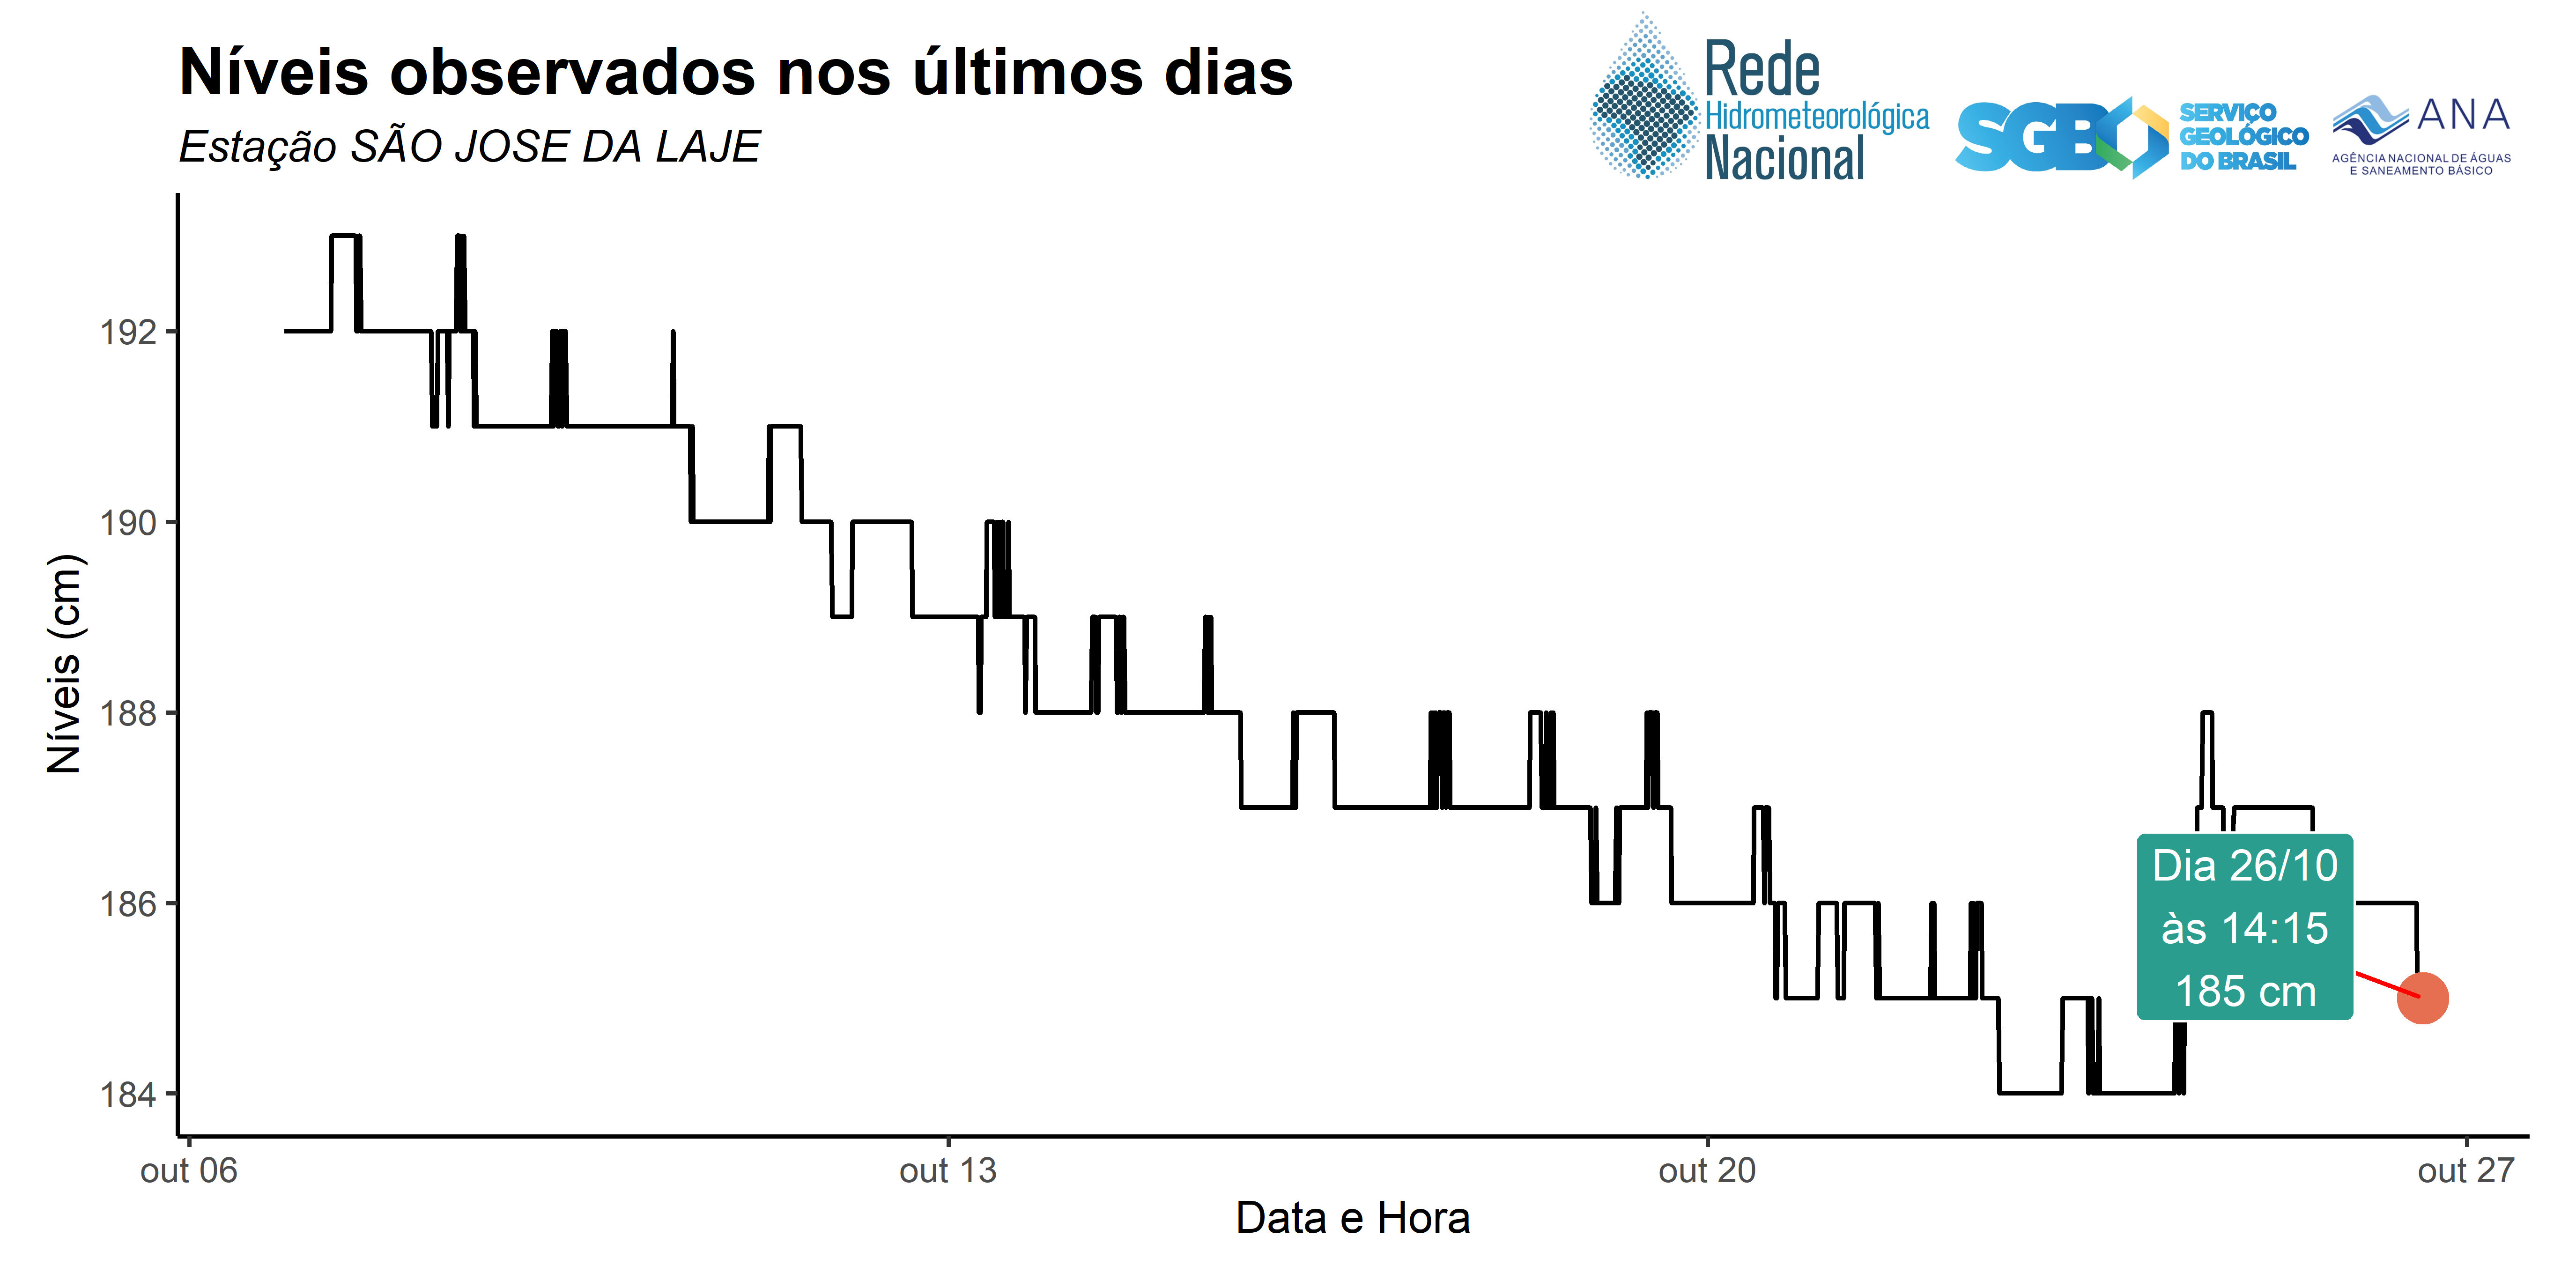 Níveis observados nos últimos dias
Estação SÃO JOSE DA LAJE
Rede
Hidrometeorológica
Nacional
SGB
SERVIÇO
GEOLÓGICO
DO BRASIL
ANA
AGÊNCIA NACIONAL DE ÁGUAS
E SANEAMENTO BÁSICO
Níveis (cm)
192
190
188
186
184
Dia 26/10
às 14:15
185 cm
out 06
out 13
out 20
out 27
Data e Hora